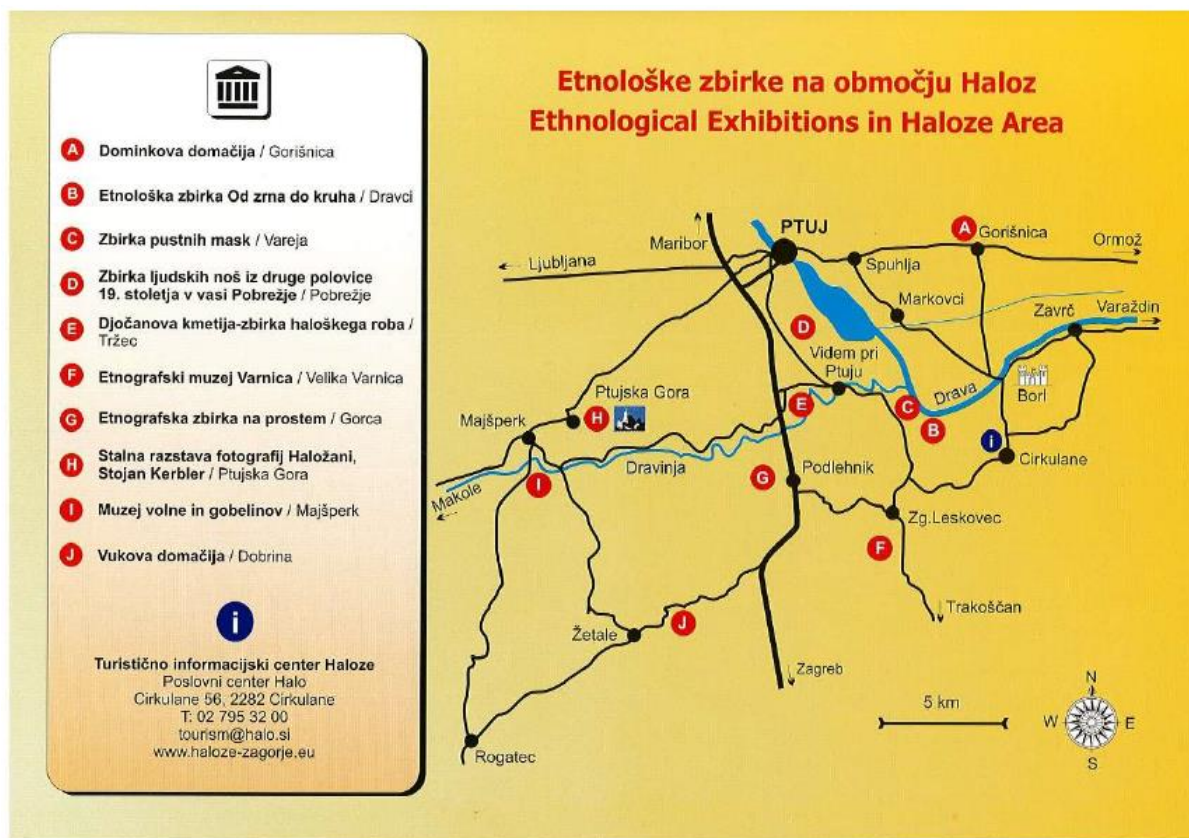 Etnološke zbirke na območju Haloz
Ethnological Exhibitions in Haloze Area
A Dominkova domačija / Gorišnica
B Etnološka zbirka Od zrna do kruha / Dravci
C Zbirka pustnih mask / Vareja
D Zbirka ljudskih noš iz druge polovice
19. stoletja v vasi Pobrežje / Pobrežje
E Djočanova kmetija-zbirka haloškega roba /
Tržec
F Etnografski muzej Varnica / Velika Varnica
G Etnografska zbirka na prostem / Gorca
H Stalna razstava fotografij Haložani,
Stojan Kerbler / Ptujska Gora
I Muzej volne in gobelinov / Majšperk
J Vukova domačija / Dobrina
i
Turistično informacijski center Haloze
Poslovni center Halo
Cirkulane 56, 2282 Cirkulane
T: 02 795 32 00
tourism@halo.si
www.haloze-zagorje.eu
Maribor
PTUJ
A
Gorišnica
Ormož
Ljubljana
Spuhlja
Markovci
Zavrč
Varaždin
D
Videm pri
Ptuju
Ptujska Gora
H
E
C
B
Drava
Borl
Majšperk
i
Cirkulane
Dravinja
I
G
Podlehnik
Makole
Zg.Leskovec
F
Trakoščan
J
Žetale
Zagreb
5 km
N
W
E
S
Rogatec